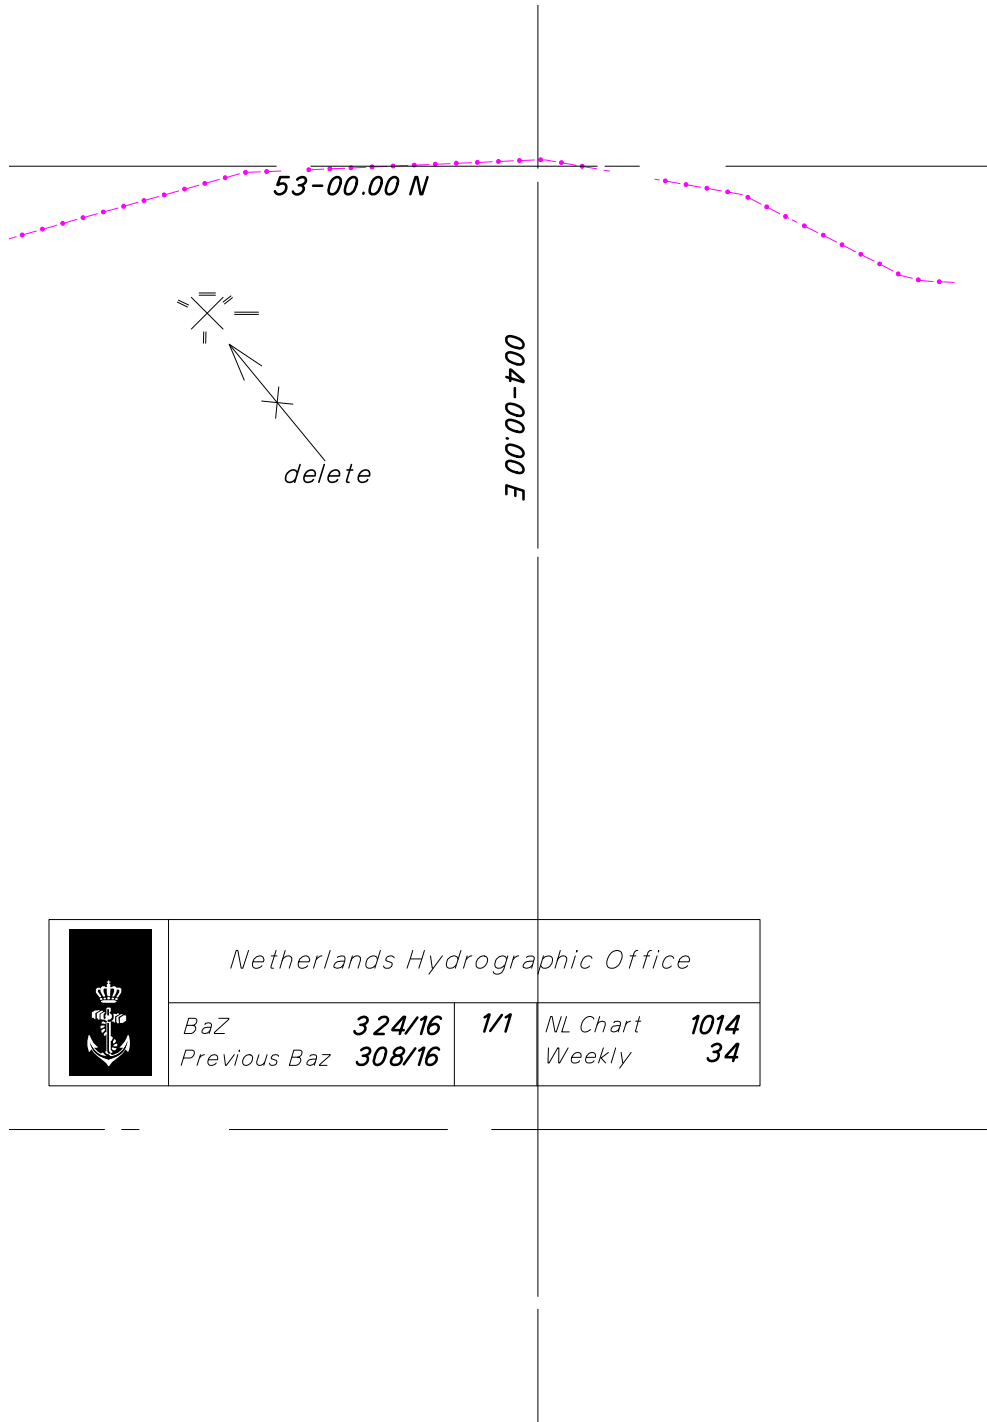 53-00.00 N
004-00.00 E
delete
Netherlands Hydrographic Office
BaZ 324/16 1/1 NL Chart 1014
Previous Baz 308/16 Weekly 34